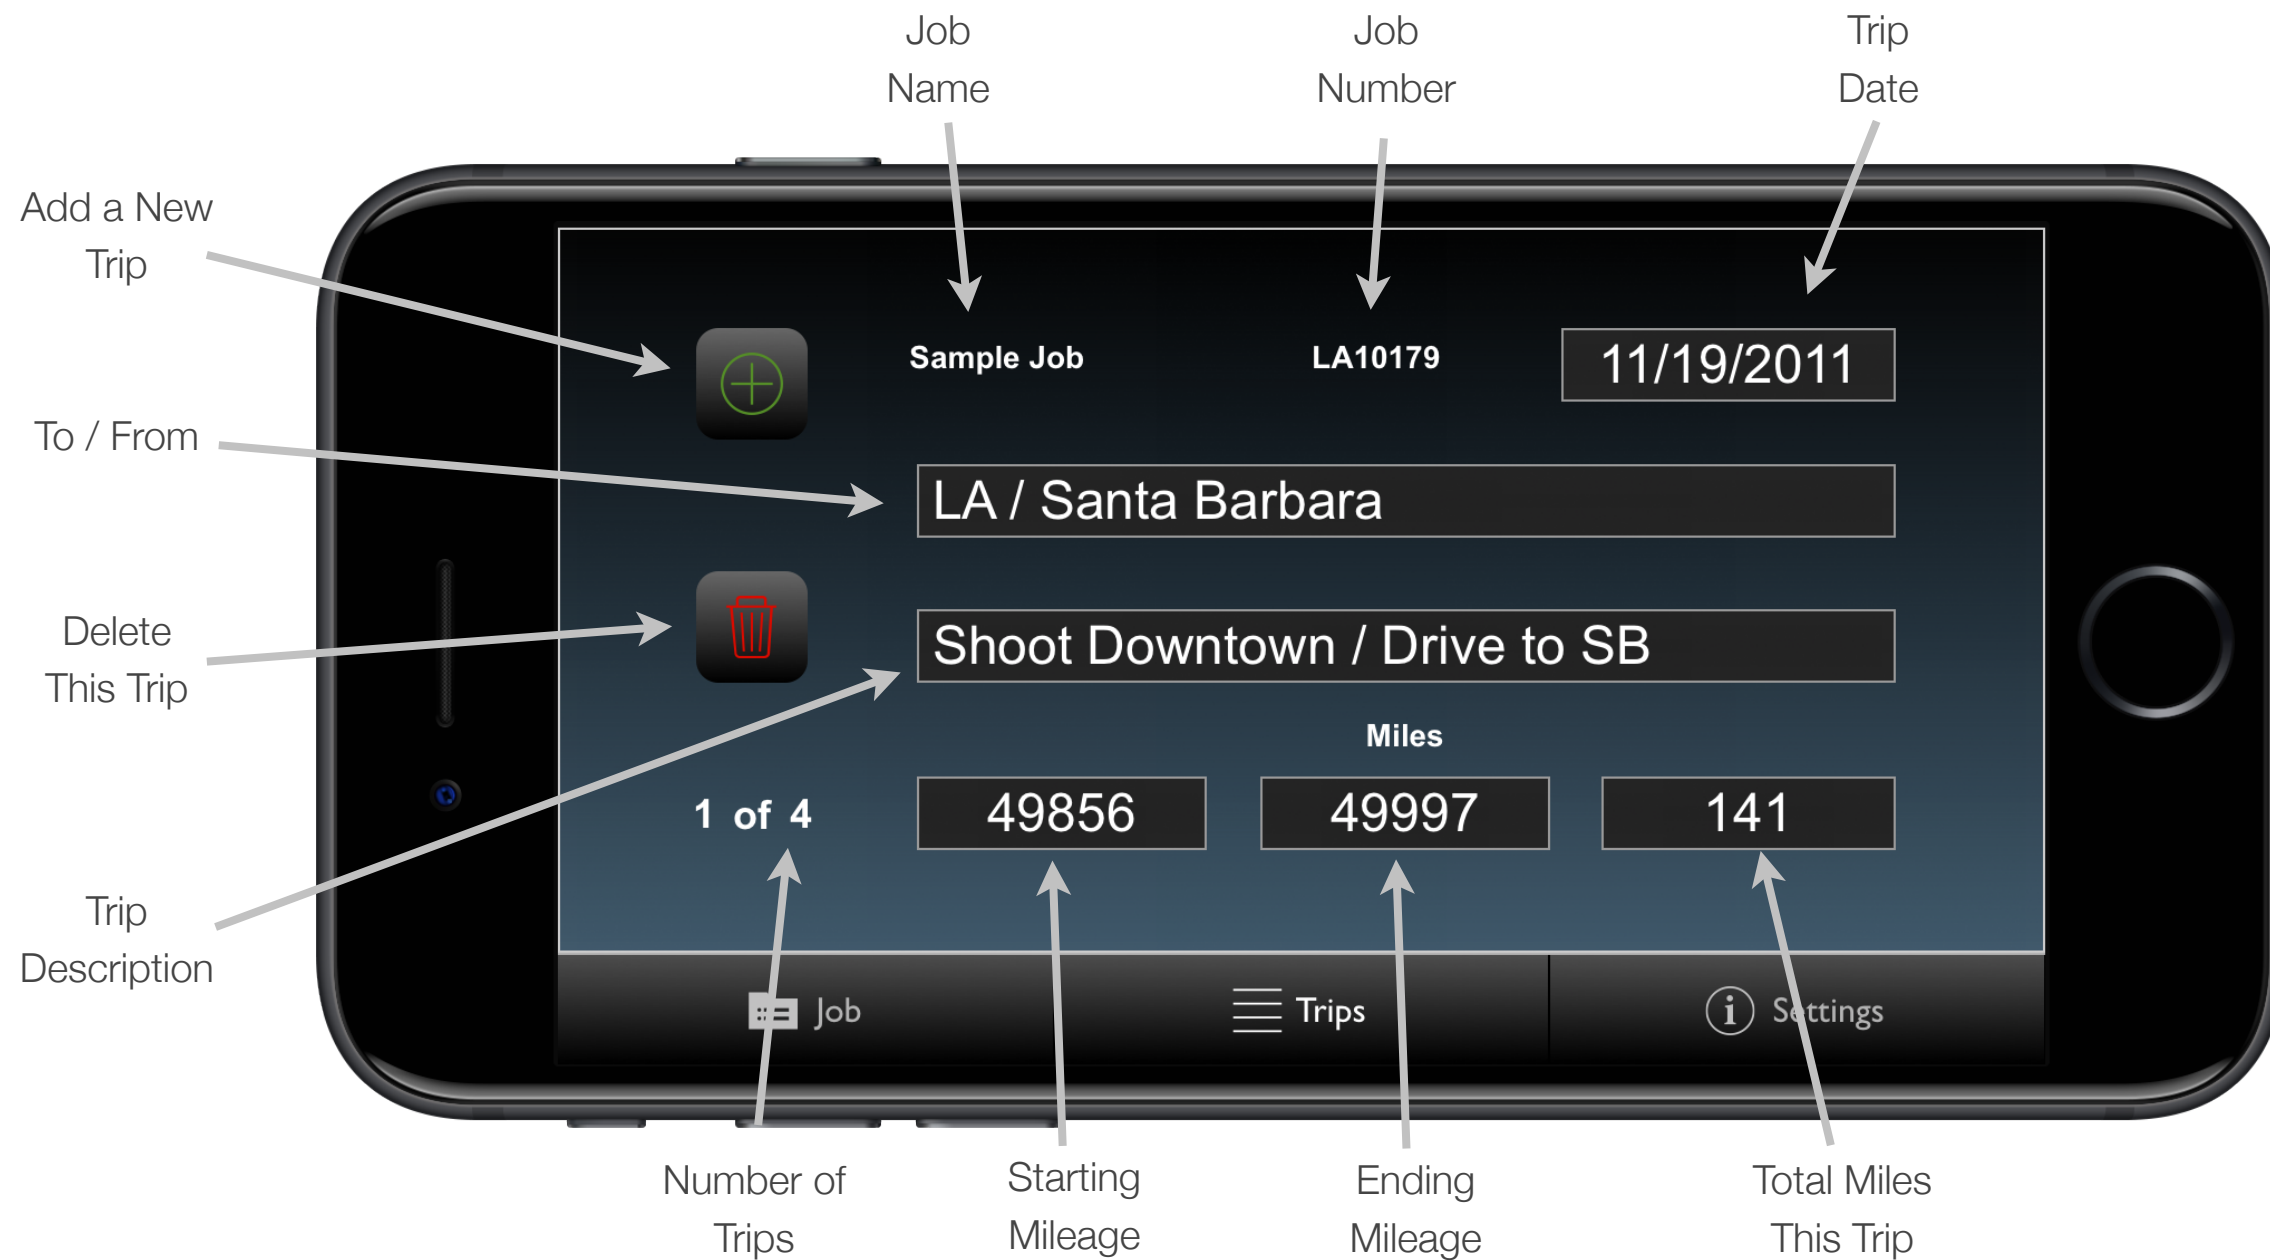 Job
Name
Job
Number
Trip
Date
Add a New
Trip
Sample Job
LA10179
11/19/2011
To / From
LA / Santa Barbara
Delete
This Trip
Shoot Downtown / Drive to SB
Miles
1 of 4
49856
49997
141
Trip
Description
Job
Trips
Settings
Number of
Trips
Starting
Mileage
Ending
Mileage
Total Miles
This Trip